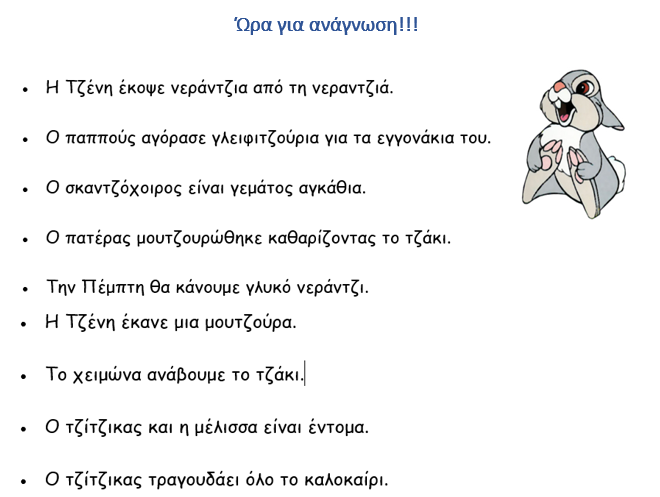 Ώρα για ανάγνωση!!!
• Η Τζένη έκοψε νεράντζια από τη νεραντζιά.
• Ο παππούς αγόρασε γλειφιτζούρια για τα εγγονάκια του.
• Ο σκαντζόχοιρος είναι γεμάτος αγκάθια.
• Ο πατέρας μουτζουρώθηκε καθαρίζοντας το τζάκι.
• Την Πέμπτη θα κάνουμε γλυκό νεράντζι.
• Η Τζένη έκανε μια μουτζούρα.
• Το χειμώνα ανάβουμε το τζάκι.
• Ο τζίτζικας και η μέλισσα είναι έντομα.
• Ο τζίτζικας τραγουδάει όλο το καλοκαίρι.